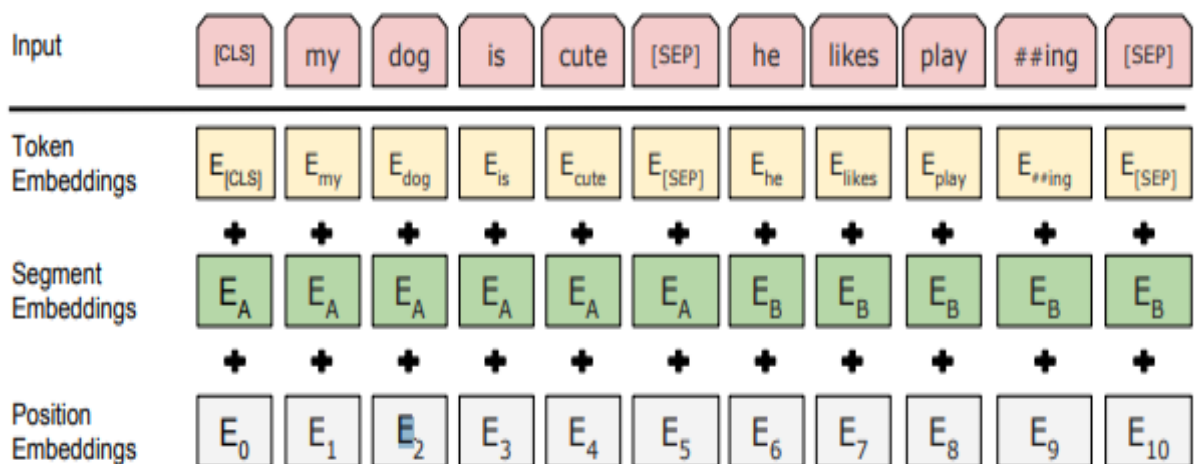 Input [CLS] my dog is cute [SEP] he likes play ##ing [SEP]
Token Embeddings E[CLS] Emy Edog Eis Ecute E[SEP] Ehe Elikes Eplay E##ing E[SEP]
+ + + + + + + + + + +
Segment Embeddings EA EA EA EA EA EA EB EB EB EB EB
+ + + + + + + + + + +
Position Embeddings E0 E1 E2 E3 E4 E5 E6 E7 E8 E9 E10